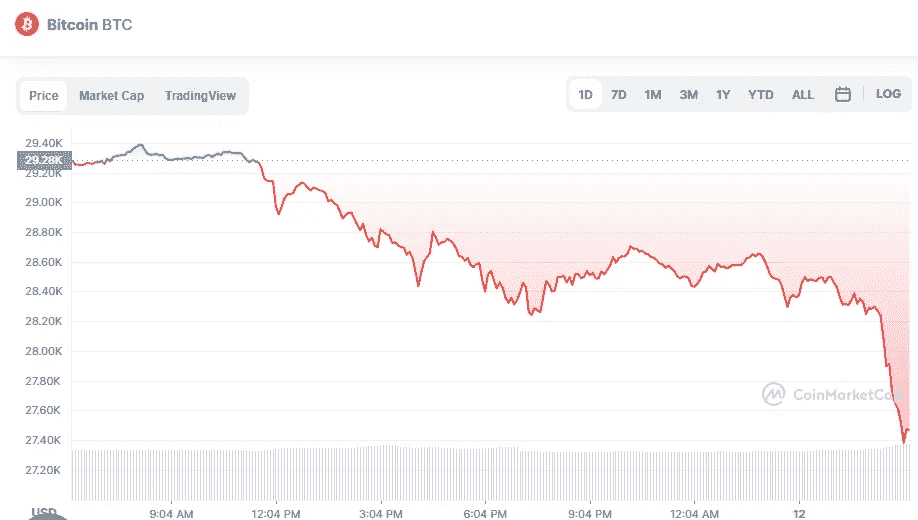 Bitcoin BTC
Price Market Cap TradingView
1D 7D 1M 3M 1Y YTD ALL LOG
29.40K
29.28K
29.20K
29.00K
28.80K
28.60K
28.40K
28.20K
28.00K
27.80K
27.60K
CoinMarketCap
27.40K
27.20K
USD
9:04 AM 12:04 PM 3:04 PM 6:04 PM 9:04 PM 12:04 AM 12